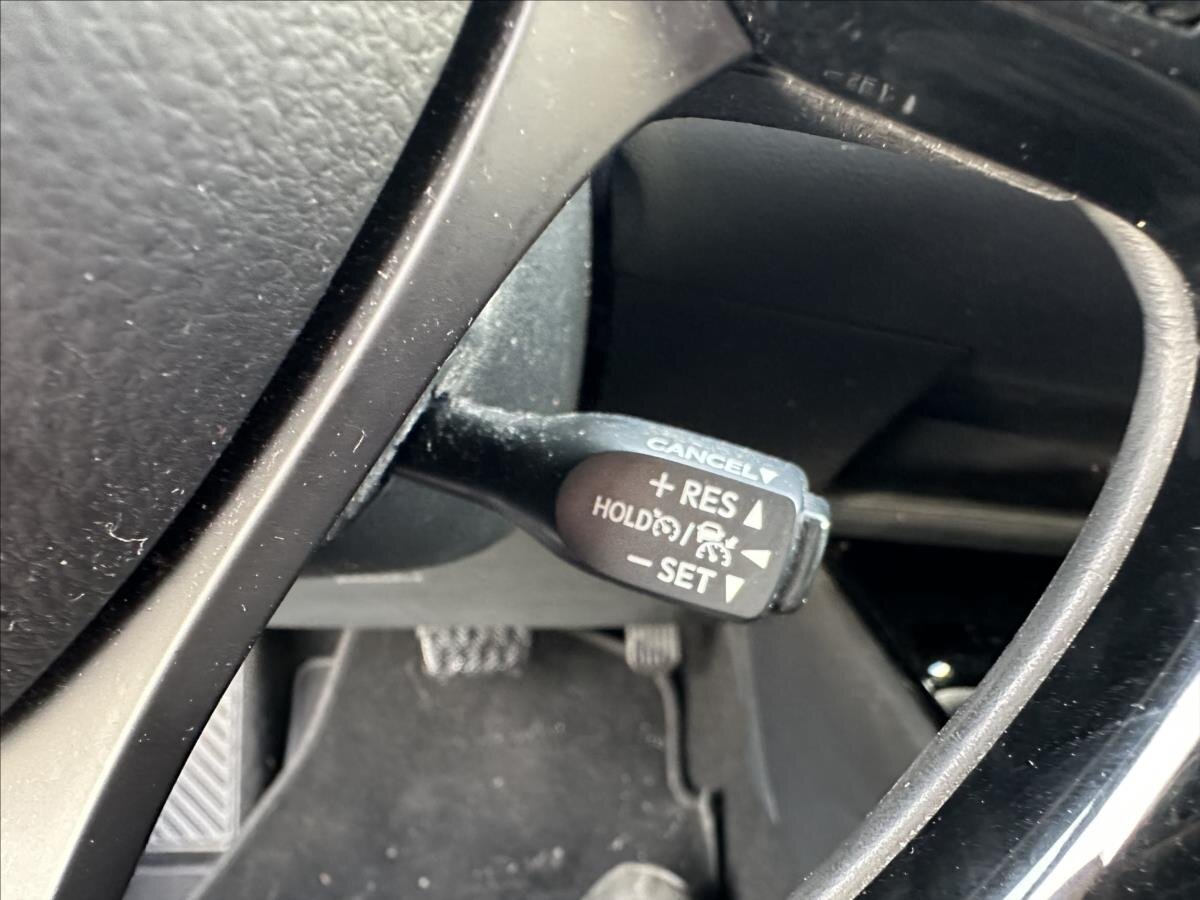 CANCEL▼
+ RES ▲
HOLD /
− SET ▼